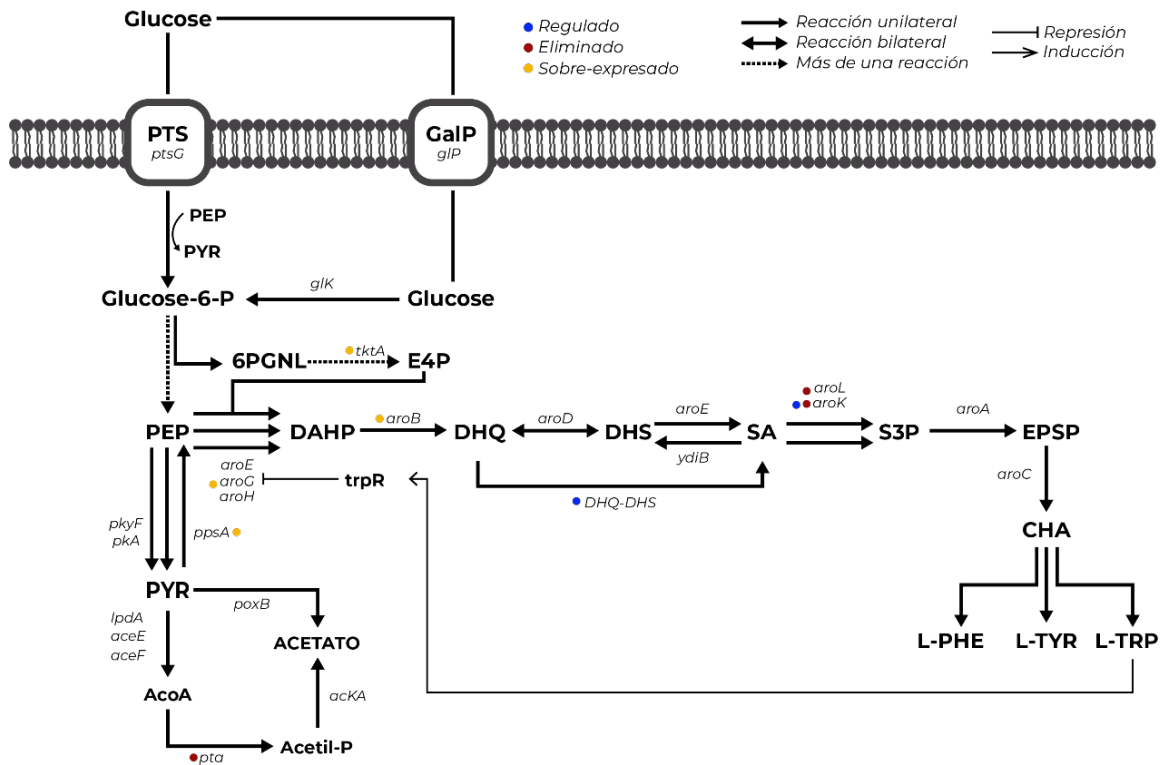 Glucose
Regulado
Eliminado
Sobre-expresado
Reacción unilateral
Reacción bilateral
Más de una reacción
Represión
Inducción
PTS
ptsG
GalP
glP
PEP
PYR
Glucose-6-P
glK
Glucose
6PGNL
tktA
E4P
PEP
DAHP
aroB
DHQ
aroD
DHS
aroE
ydiB
SA
aroL
aroK
S3P
aroA
EPSP
aroE
aroG
aroH
trpR
DHQ-DHS
aroC
pkyF
pkA
ppsA
CHA
PYR
poxB
lpdA
aceE
aceF
ACETATO
L-PHE
L-TYR
L-TRP
AcoA
acKA
pta
Acetil-P